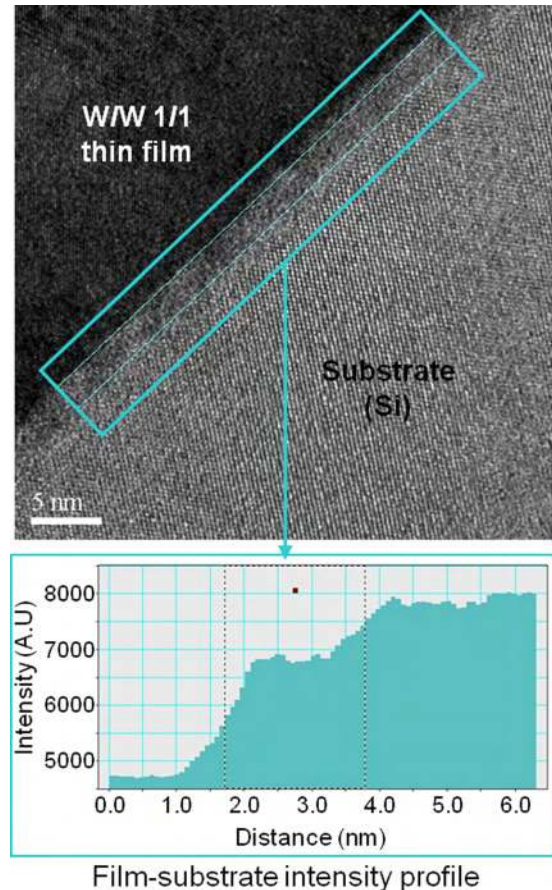 W/W 1/1
thin film
Substrate
(Si)
5 nm
8000
7000
6000
5000
Intensity (A.U)
0.0 1.0 2.0 3.0 4.0 5.0 6.0
Distance (nm)
Film-substrate intensity profile